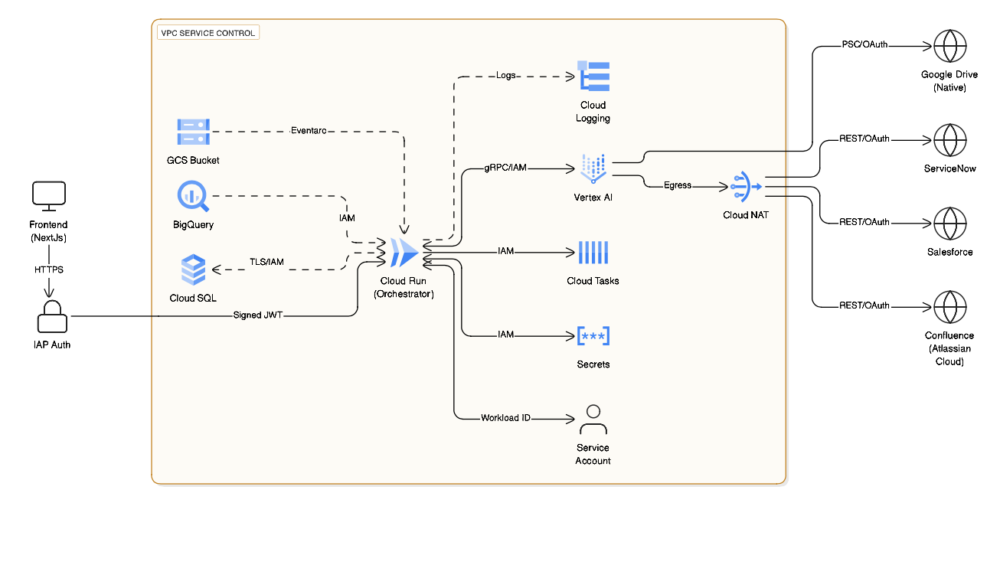 VPC SERVICE CONTROL
PSC/OAuth
Google Drive
(Native)
Logs
Cloud
Logging
Eventarc
GCS Bucket
REST/OAuth
ServiceNow
gRPC/IAM
Vertex AI
Egress
Cloud NAT
BigQuery
IAM
Frontend
(NextJs)
REST/OAuth
Salesforce
HTTPS
TLS/IAM
Cloud SQL
IAM
Cloud Run
(Orchestrator)
Cloud Tasks
Signed JWT
IAP Auth
REST/OAuth
Confluence
(Atlassian
Cloud)
IAM
[***]
Secrets
Workload ID
Service
Account